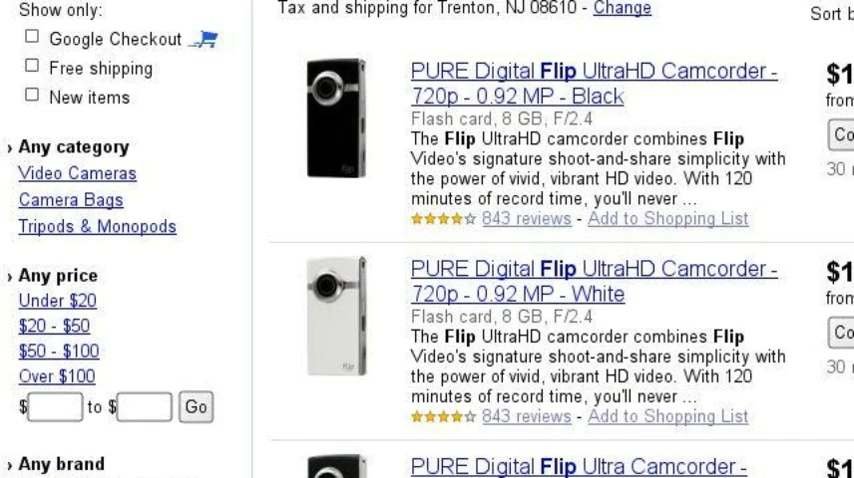 Show only:
Google Checkout
Free shipping
New items
Any category
Video Cameras
Camera Bags
Tripods & Monopods
Any price
Under $20
$20 - $50
$50 - $100
Over $100
$ to $ Go
Any brand
Tax and shipping for Trenton, NJ 08610 - Change
PURE Digital Flip UltraHD Camcorder -
720p - 0.92 MP - Black
Flash card, 8 GB, F/2.4
The Flip UltraHD camcorder combines Flip
Video's signature shoot-and-share simplicity with
the power of vivid, vibrant HD video. With 120
minutes of record time, you'll never ...
843 reviews - Add to Shopping List
PURE Digital Flip UltraHD Camcorder -
720p - 0.92 MP - White
Flash card, 8 GB, F/2.4
The Flip UltraHD camcorder combines Flip
Video's signature shoot-and-share simplicity with
the power of vivid, vibrant HD video. With 120
minutes of record time, you'll never ...
843 reviews - Add to Shopping List
PURE Digital Flip Ultra Camcorder -
Sort
$1
from
Co
30
$1
from
Co
30
$1